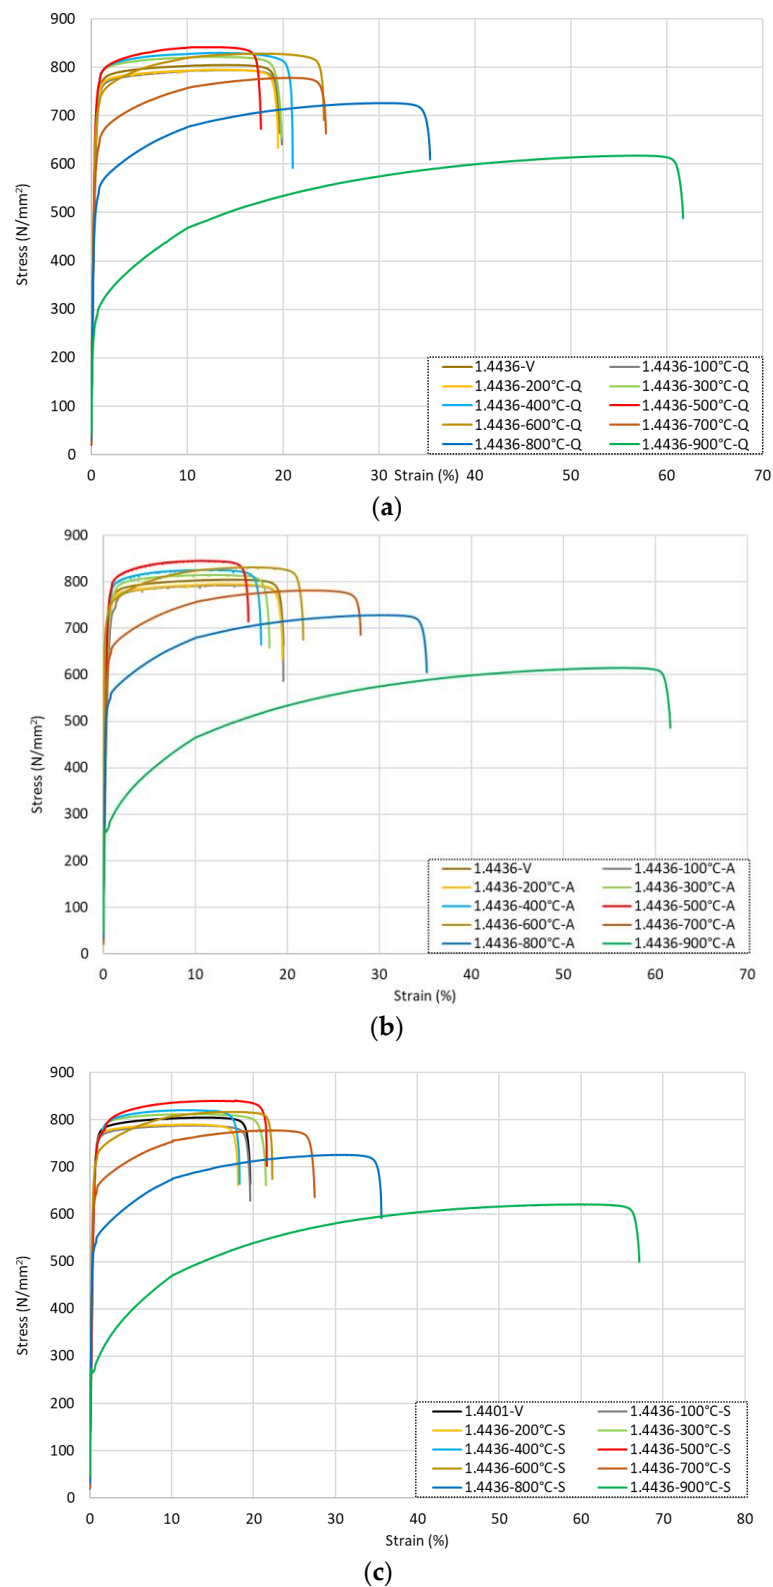 900
800
700
600
500
400
300
200
100
0
Stress (N/mm²)
1.4436-V 1.4436-100°C-Q
1.4436-200°C-Q 1.4436-300°C-Q
1.4436-400°C-Q 1.4436-500°C-Q
1.4436-600°C-Q 1.4436-700°C-Q
1.4436-800°C-Q 1.4436-900°C-Q
0 10 20 30 Strain (%) 40 50 60 70
(a)
900
800
700
600
500
400
300
200
100
0
Stress (N/mm²)
1.4436-V 1.4436-100°C-A
1.4436-200°C-A 1.4436-300°C-A
1.4436-400°C-A 1.4436-500°C-A
1.4436-600°C-A 1.4436-700°C-A
1.4436-800°C-A 1.4436-900°C-A
0 10 20 30 40 50 60 70
Strain (%)
(b)
900
800
700
600
500
400
300
200
100
0
Stress (N/mm²)
1.4401-V 1.4436-100°C-S
1.4436-200°C-S 1.4436-300°C-S
1.4436-400°C-S 1.4436-500°C-S
1.4436-600°C-S 1.4436-700°C-S
1.4436-800°C-S 1.4436-900°C-S
0 10 20 30 40 50 60 70 80
Strain (%)
(c)